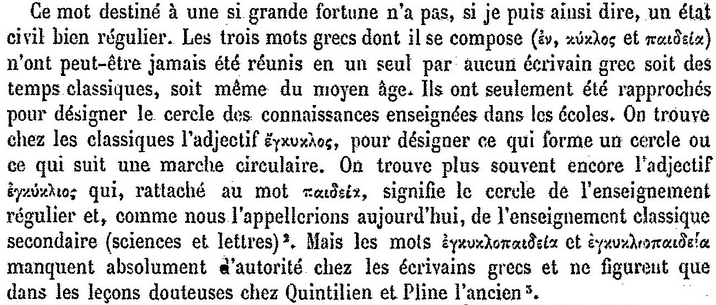 Ce mot destiné à une si grande fortune n'a pas, si je puis ainsi dire, un état
civil bien régulier. Les trois mots grecs dont il se compose (ἐν, κύκλος et παιδεία)
n'ont peut-être jamais été réunis en un seul par aucun écrivain grec soit des
temps classiques, soit même du moyen âge. Ils ont seulement été rapprochés
pour désigner le cercle des connaissances enseignées dans les écoles. On trouve
chez les classiques l'adjectif ἔγκυκλος, pour désigner ce qui forme un cercle ou
ce qui suit une marche circulaire. On trouve plus souvent encore l'adjectif
ἐγκύκλιος qui, rattaché au mot παιδεία, signifie le cercle de l'enseignement
régulier et, comme nous l'appellerions aujourd'hui, de l'enseignement classique
secondaire (sciences et lettres)². Mais les mots ἐγκυκλοπαιδεία et ἐγκυκλιοπαιδεία
manquent absolument d'autorité chez les écrivains grecs et ne figurent que
dans les leçons douteuses chez Quintilien et Pline l'ancien³.